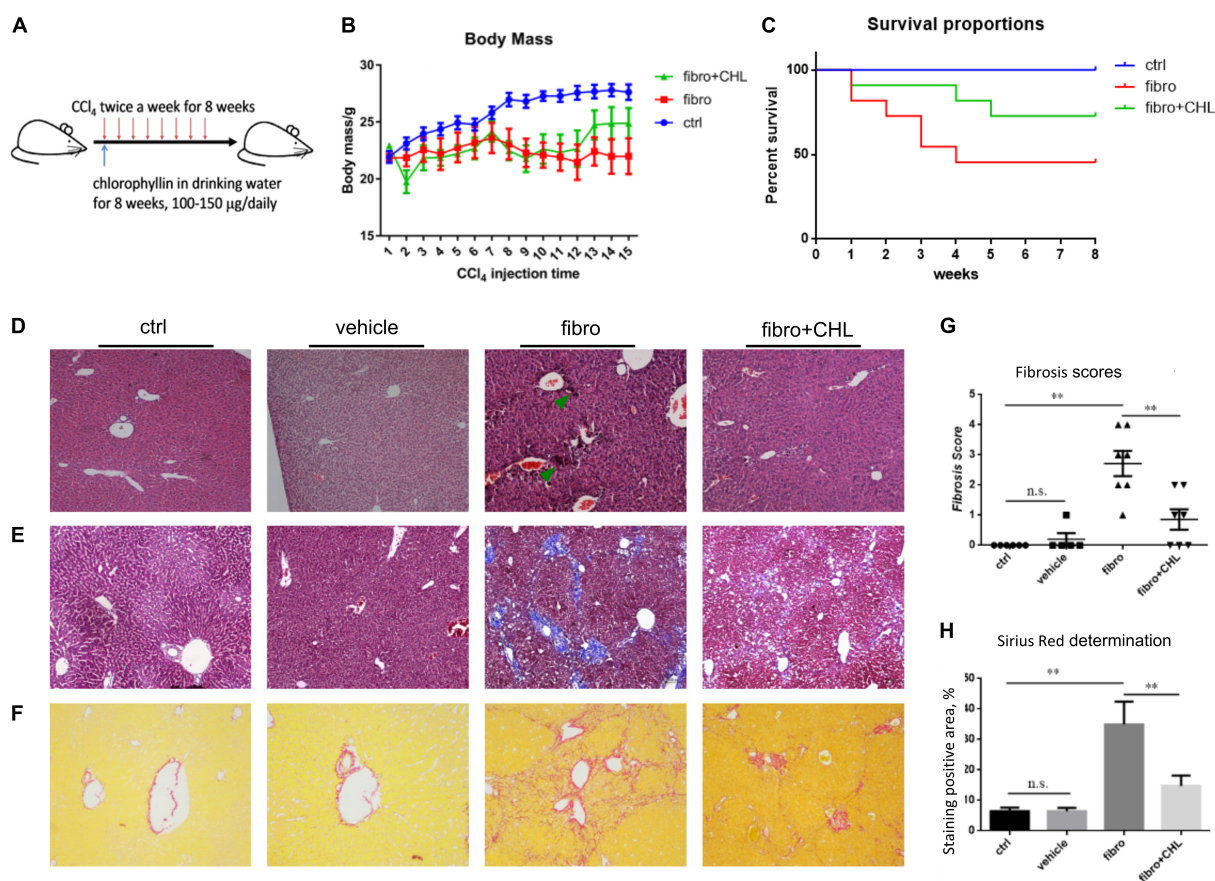 A
CCl4 twice a week for 8 weeks
chlorophyllin in drinking water
for 8 weeks, 100-150 µg/daily
B
Body Mass
Body mass/g
30
25
20
15
1 2 3 4 5 6 7 8 9 10 11 12 13 14 15
CCl4 injection time
fibro+CHL
fibro
ctrl
C
Survival proportions
Percent survival
100
50
0
0 1 2 3 4 5 6 7 8
weeks
ctrl
fibro
fibro+CHL
D
ctrl vehicle fibro fibro+CHL
E
F
G
Fibrosis scores
Fibrosis Score
5
4
3
2
1
0
** **
n.s.
ctrl vehicle fibro fibro+CHL
H
Sirius Red determination
Staining positive area, %
50
40
30
20
10
0
** **
n.s.
ctrl vehicle fibro fibro+CHL